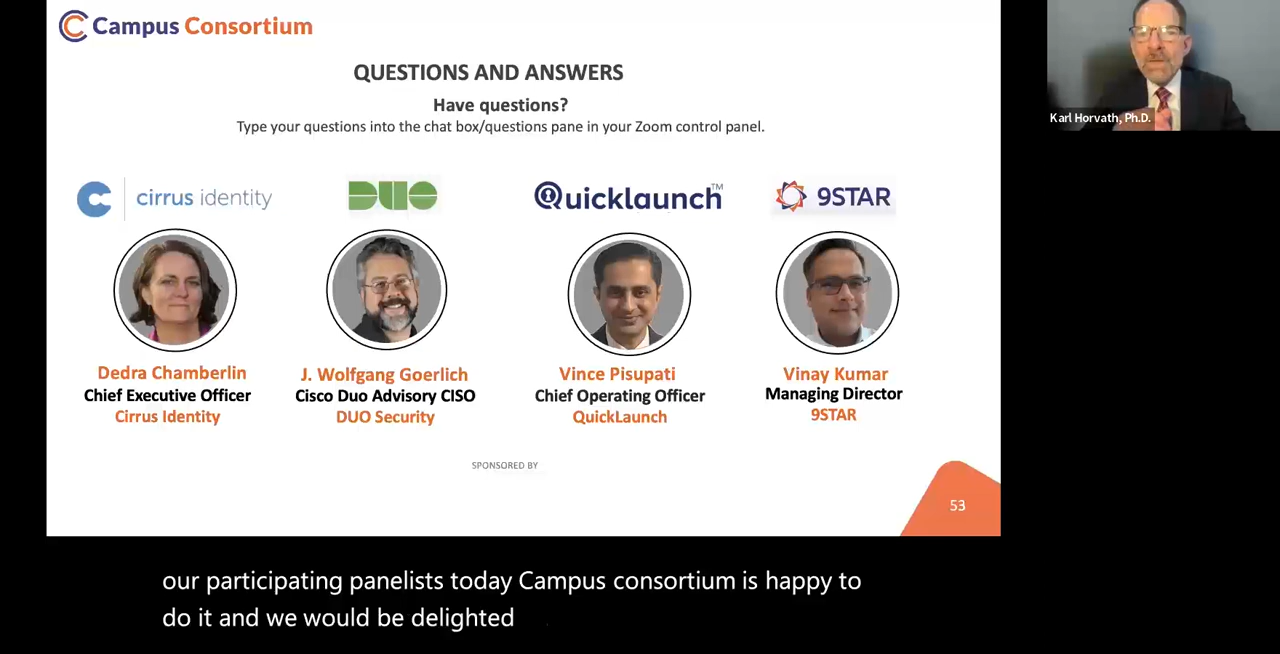 Campus Consortium
QUESTIONS AND ANSWERS
Have questions?
Type your questions into the chat box/questions pane in your Zoom control panel.
cirrus identity
DUO
Quicklaunch™
9STAR
Dedra Chamberlin
Chief Executive Officer
Cirrus Identity
J. Wolfgang Goerlich
Cisco Duo Advisory CISO
DUO Security
Vince Pisupati
Chief Operating Officer
QuickLaunch
Vinay Kumar
Managing Director
9STAR
SPONSORED BY
53
Karl Horvath, Ph.D.
our participating panelists today Campus consortium is happy to
do it and we would be delighted